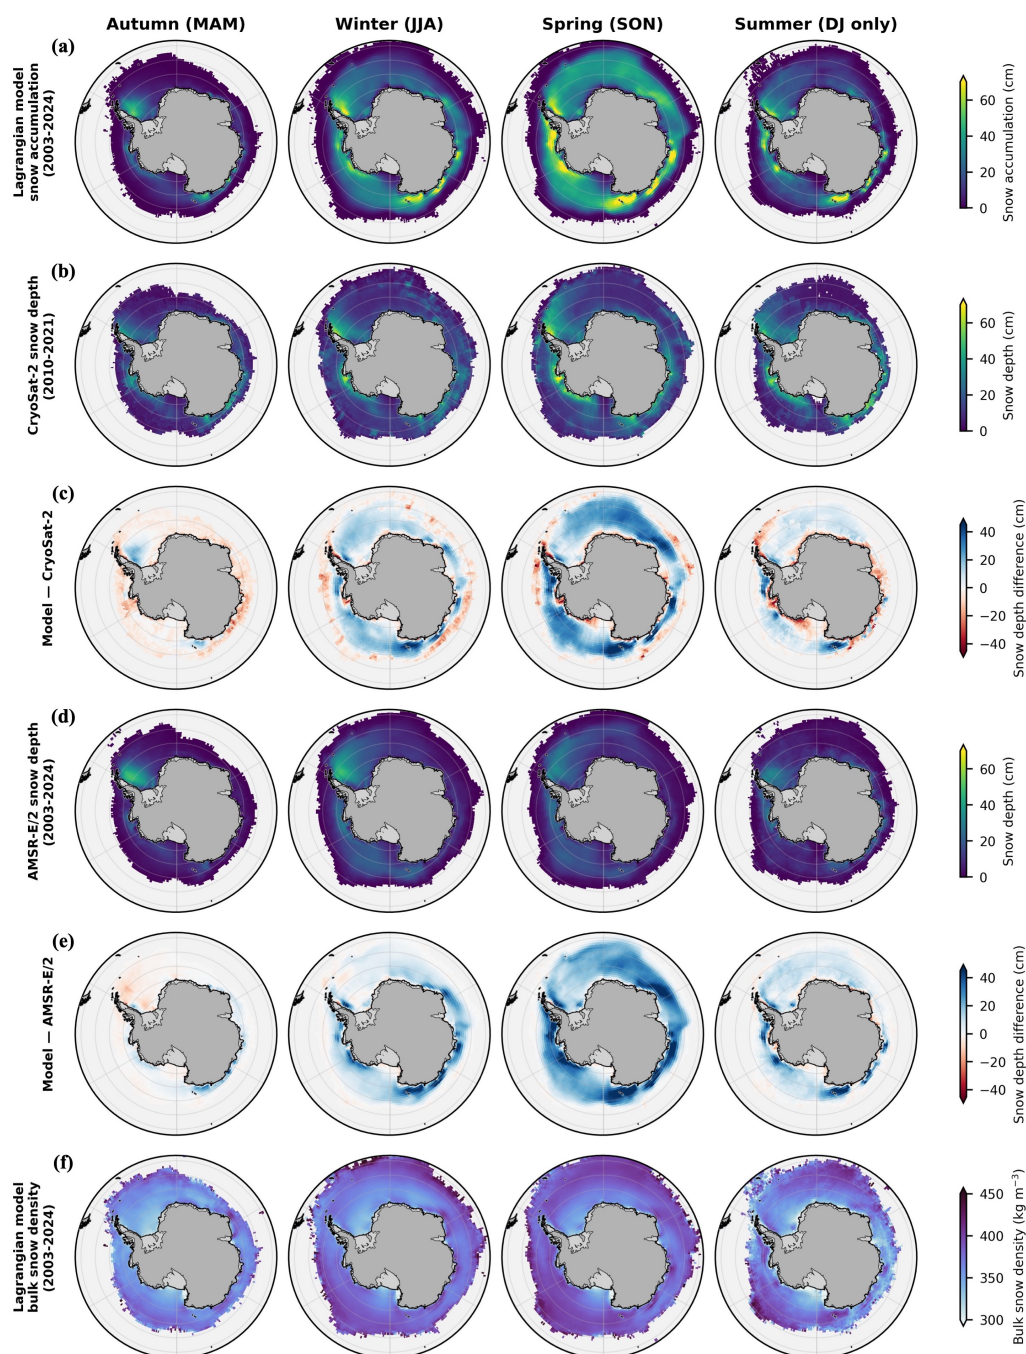 Autumn (MAM) Winter (JJA) Spring (SON) Summer (DJ only)
(a)
Lagrangian model
snow accumulation
(2003-2024)
60
40
20
0
Snow accumulation (cm)
(b)
CryoSat-2 snow depth
(2010-2021)
60
40
20
0
Snow depth (cm)
(c)
Model — CryoSat-2
40
20
0
−20
−40
Snow depth difference (cm)
(d)
AMSR-E/2 snow depth
(2003-2024)
60
40
20
0
Snow depth (cm)
(e)
Model — AMSR-E/2
40
20
0
−20
−40
Snow depth difference (cm)
(f)
Lagrangian model
bulk snow density
(2003-2024)
450
400
350
300
Bulk snow density (kg m⁻³)